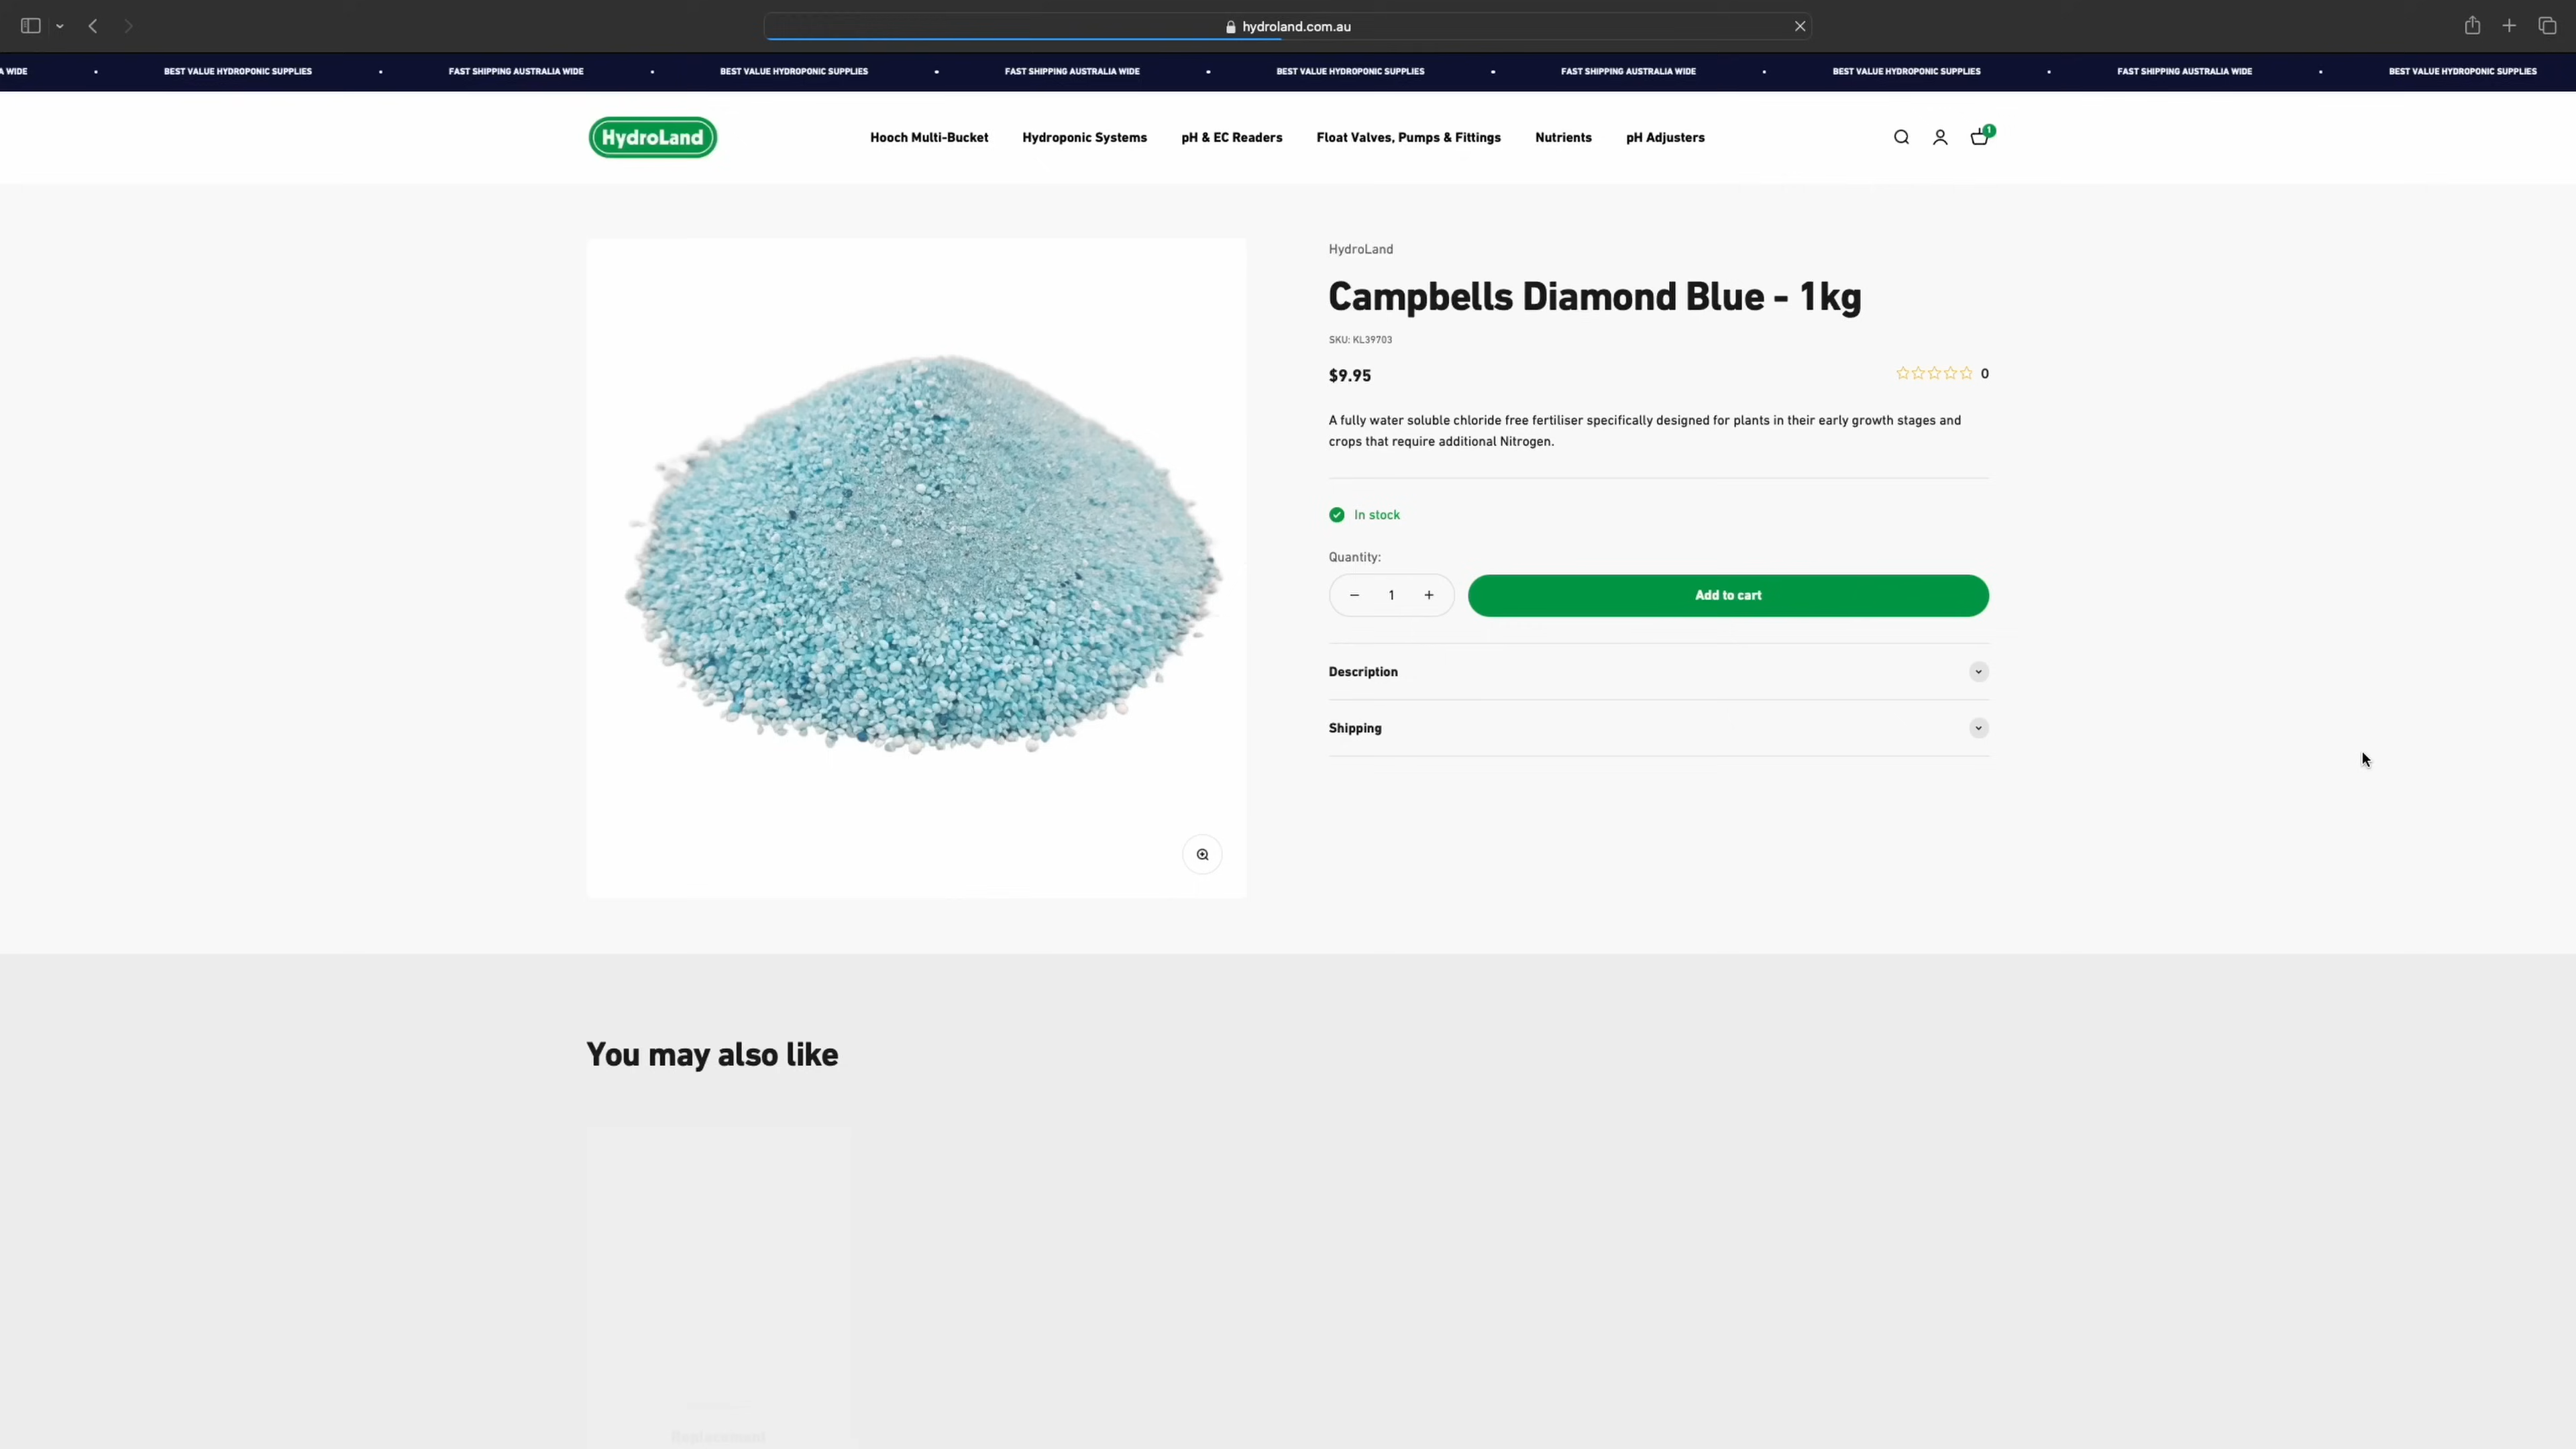 hydroland.com.au
A WIDE • BEST VALUE HYDROPONIC SUPPLIES • FAST SHIPPING AUSTRALIA WIDE • BEST VALUE HYDROPONIC SUPPLIES • FAST SHIPPING AUSTRALIA WIDE • BEST VALUE HYDROPONIC SUPPLIES • FAST SHIPPING AUSTRALIA WIDE • BEST VALUE HYDROPONIC SUPPLIES • FAST SHIPPING AUSTRALIA WIDE • BEST VALUE HYDROPONIC SUPPLIES
HydroLand Hooch Multi-Bucket Hydroponic Systems pH & EC Readers Float Valves, Pumps & Fittings Nutrients pH Adjusters 1
HydroLand
Campbells Diamond Blue - 1kg
SKU: KL39703
$9.95 0
A fully water soluble chloride free fertiliser specifically designed for plants in their early growth stages and
crops that require additional Nitrogen.
In stock
Quantity:
− 1 + Add to cart
Description
Shipping
You may also like
Replacement